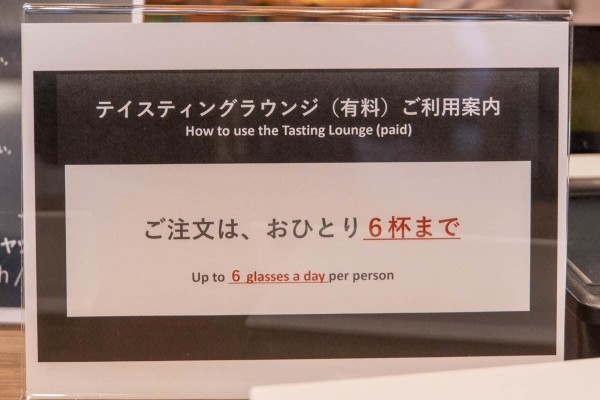 テイスティングラウンジ（有料）ご利用案内
How to use the Tasting Lounge (paid)
ご注文は、おひとり６杯まで
Up to 6 glasses a day per person